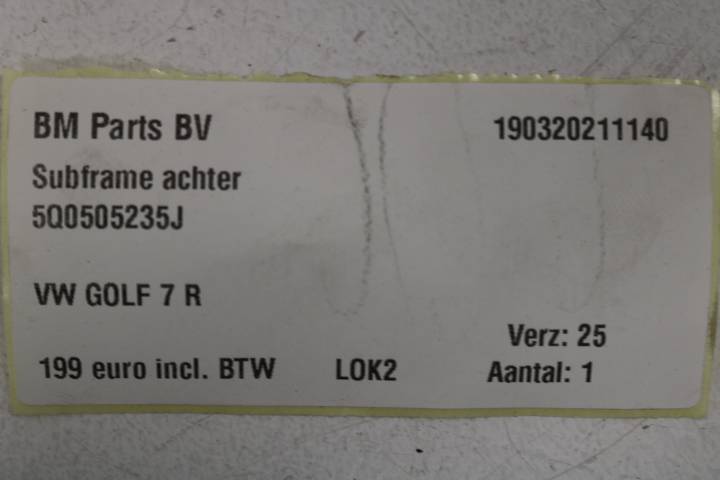 BM Parts BV 190320211140
Subframe achter
5Q0505235J
VW GOLF 7 R
Verz: 25
199 euro incl. BTW LOK2 Aantal: 1